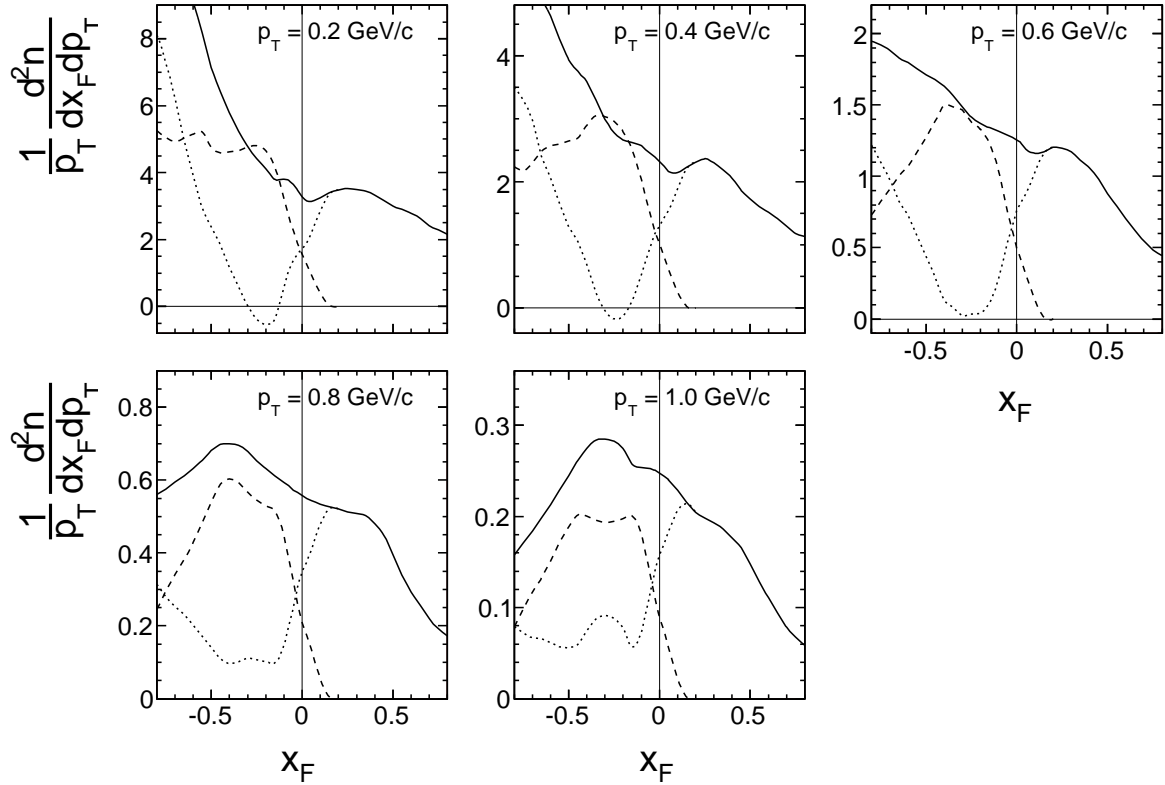 1 d²n
p_T dx_F dp_T
p_T = 0.2 GeV/c
8
6
4
2
0
p_T = 0.4 GeV/c
4
2
0
p_T = 0.6 GeV/c
2
1.5
1
0.5
0
-0.5 0 0.5
x_F
1 d²n
p_T dx_F dp_T
p_T = 0.8 GeV/c
0.8
0.6
0.4
0.2
0
-0.5 0 0.5
x_F
p_T = 1.0 GeV/c
0.3
0.2
0.1
0
-0.5 0 0.5
x_F